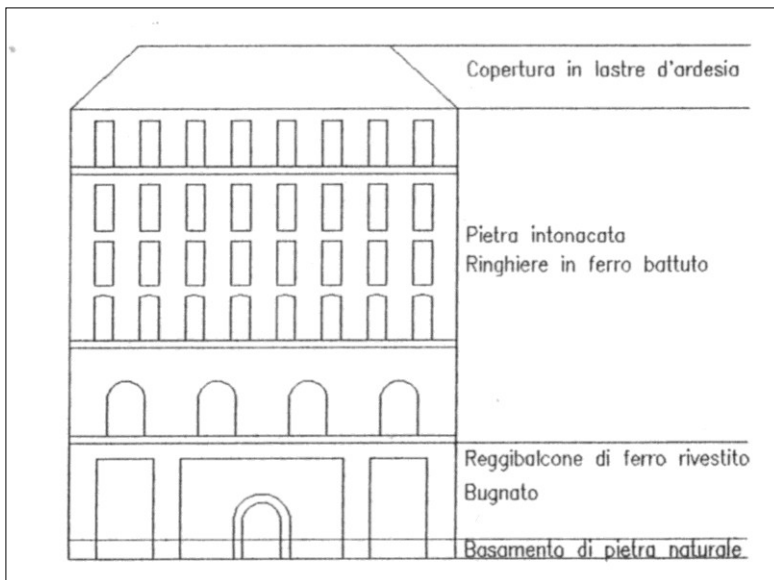 Copertura in lastre d'ardesia
Pietra intonacata
Ringhiere in ferro battuto
Reggibalcone di ferro rivestito
Bugnato
Basamento di pietra naturale